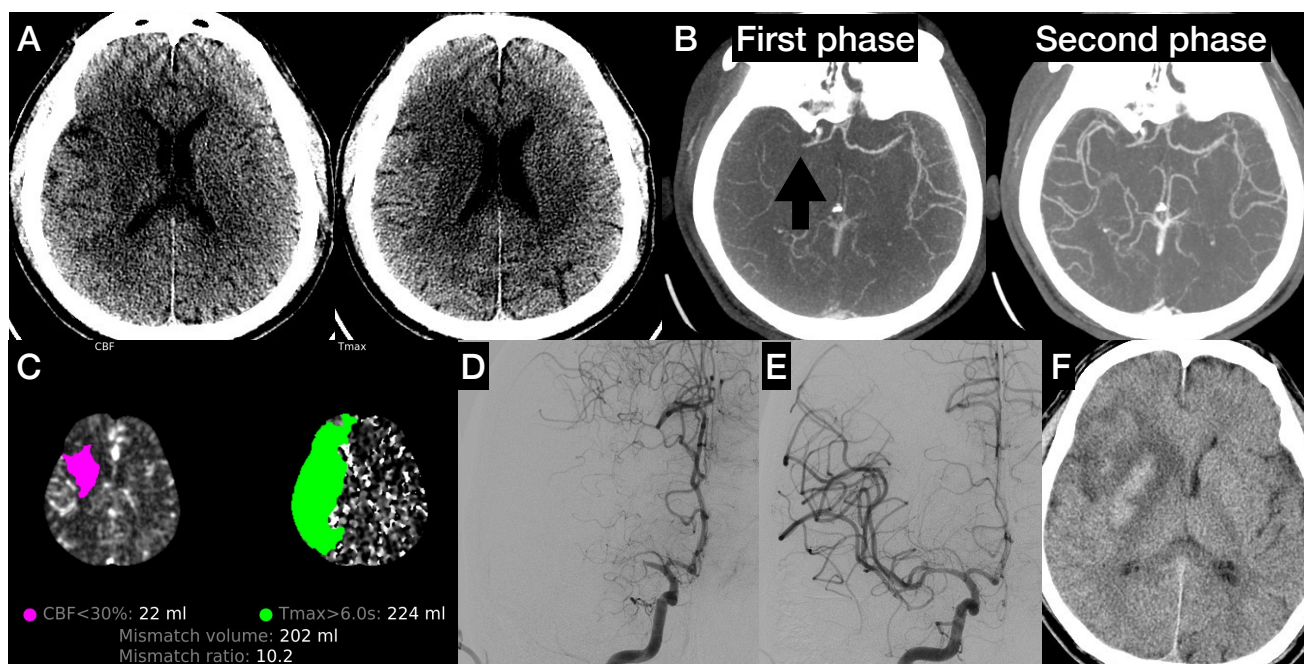 A
B
First phase
Second phase
CBF
Tmax
C
D
E
F
CBF<30%: 22 ml
Tmax>6.0s: 224 ml
Mismatch volume: 202 ml
Mismatch ratio: 10.2